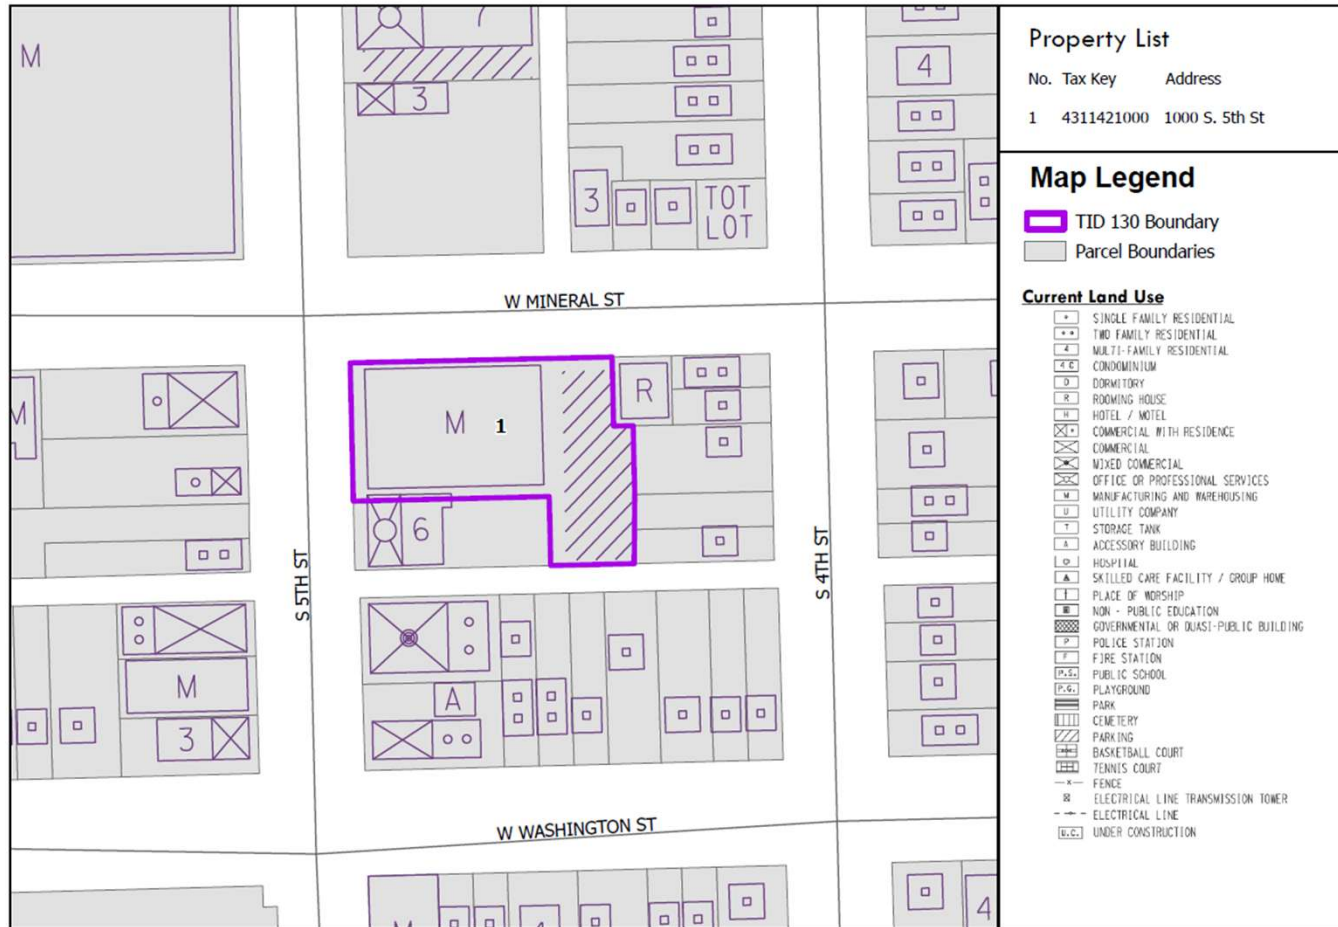 M
7
3
4
3
TOT
LOT
W MINERAL ST
M
M
1
R
6
S 5TH ST
S 4TH ST
A
M
3
W WASHINGTON ST
M
4
4
Property List
No. Tax Key Address
1 4311421000 1000 S. 5th St
Map Legend
TID 130 Boundary
Parcel Boundaries
Current Land Use
SINGLE FAMILY RESIDENTIAL
TWO FAMILY RESIDENTIAL
4 MULTI-FAMILY RESIDENTIAL
4 C CONDOMINIUM
D DORMITORY
R ROOMING HOUSE
H HOTEL / MOTEL
COMMERCIAL WITH RESIDENCE
COMMERCIAL
MIXED COMMERCIAL
OFFICE OR PROFESSIONAL SERVICES
M MANUFACTURING AND WAREHOUSING
U UTILITY COMPANY
T STORAGE TANK
A ACCESSORY BUILDING
HOSPITAL
SKILLED CARE FACILITY / GROUP HOME
PLACE OF WORSHIP
NON - PUBLIC EDUCATION
GOVERNMENTAL OR QUASI-PUBLIC BUILDING
P POLICE STATION
F FIRE STATION
P.S. PUBLIC SCHOOL
P.G. PLAYGROUND
PARK
CEMETERY
PARKING
BASKETBALL COURT
TENNIS COURT
FENCE
ELECTRICAL LINE TRANSMISSION TOWER
ELECTRICAL LINE
U.C. UNDER CONSTRUCTION